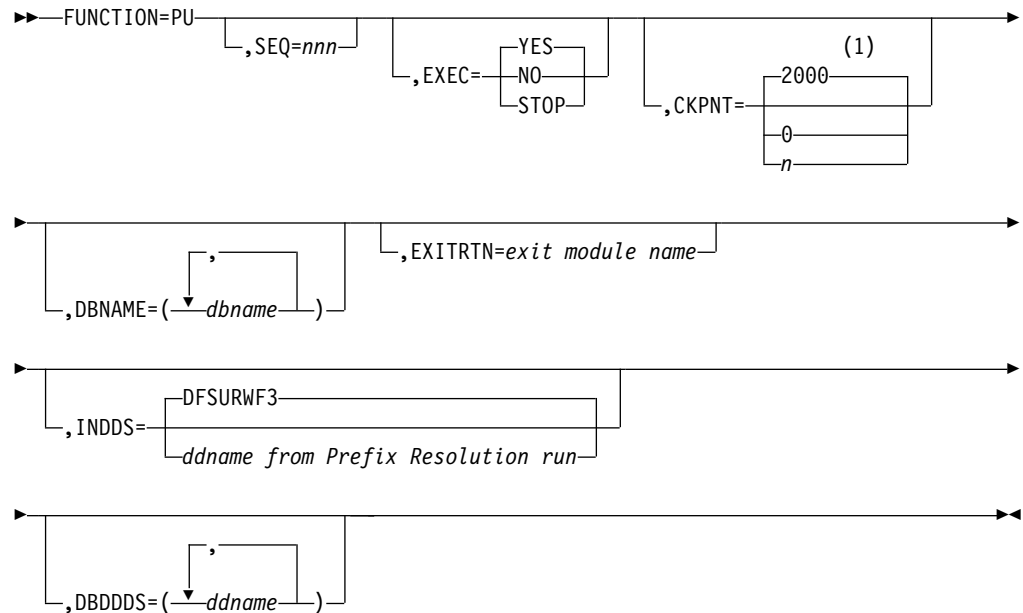 FUNCTION=PU
,SEQ=nnn
,EXEC=
YES
NO
STOP
,CKPNT=
(1)
2000
0
n
,DBNAME=(
,
dbname
)
,EXITRTN=exit module name
,INDDS=
DFSURWF3
ddname from Prefix Resolution run
,DBDDDS=(
,
ddname
)